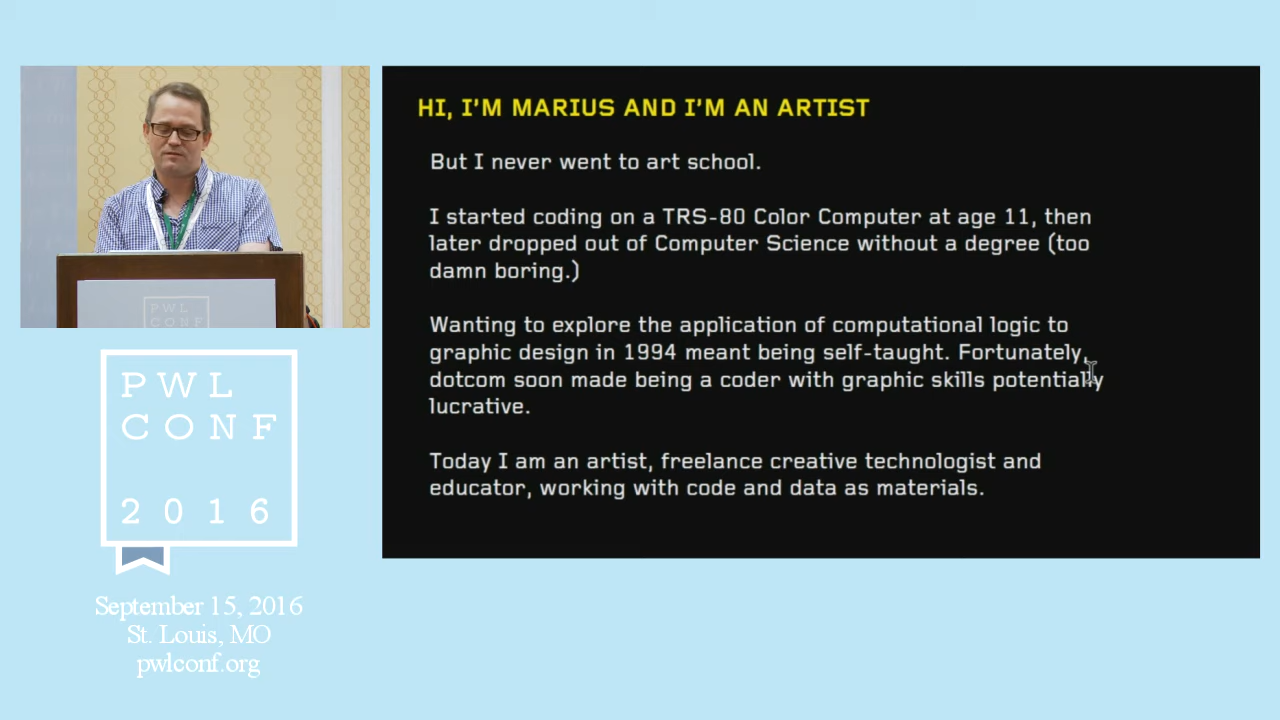 HI, I'M MARIUS AND I'M AN ARTIST
But I never went to art school.
I started coding on a TRS-80 Color Computer at age 11, then
later dropped out of Computer Science without a degree (too
damn boring.)
Wanting to explore the application of computational logic to
graphic design in 1994 meant being self-taught. Fortunately,
dotcom soon made being a coder with graphic skills potentially
lucrative.
Today I am an artist, freelance creative technologist and
educator, working with code and data as materials.
PWL
CONF
PWL
CONF
2016
September 15, 2016
St. Louis, MO
pwlconf.org